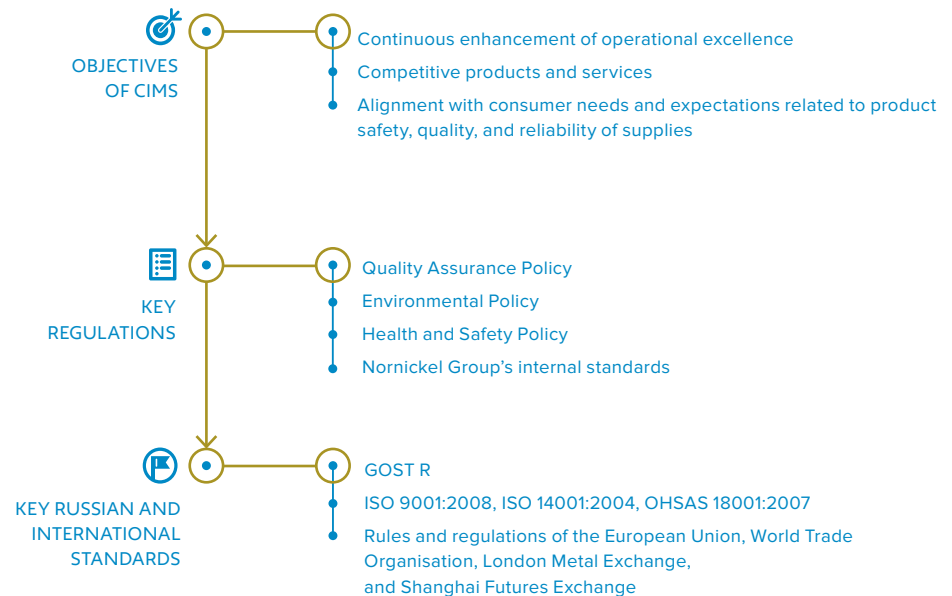 OBJECTIVES
OF CIMS
Continuous enhancement of operational excellence
Competitive products and services
Alignment with consumer needs and expectations related to product
safety, quality, and reliability of supplies
KEY
REGULATIONS
Quality Assurance Policy
Environmental Policy
Health and Safety Policy
Nornickel Group’s internal standards
KEY RUSSIAN AND
INTERNATIONAL
STANDARDS
GOST R
ISO 9001:2008, ISO 14001:2004, OHSAS 18001:2007
Rules and regulations of the European Union, World Trade
Organisation, London Metal Exchange,
and Shanghai Futures Exchange